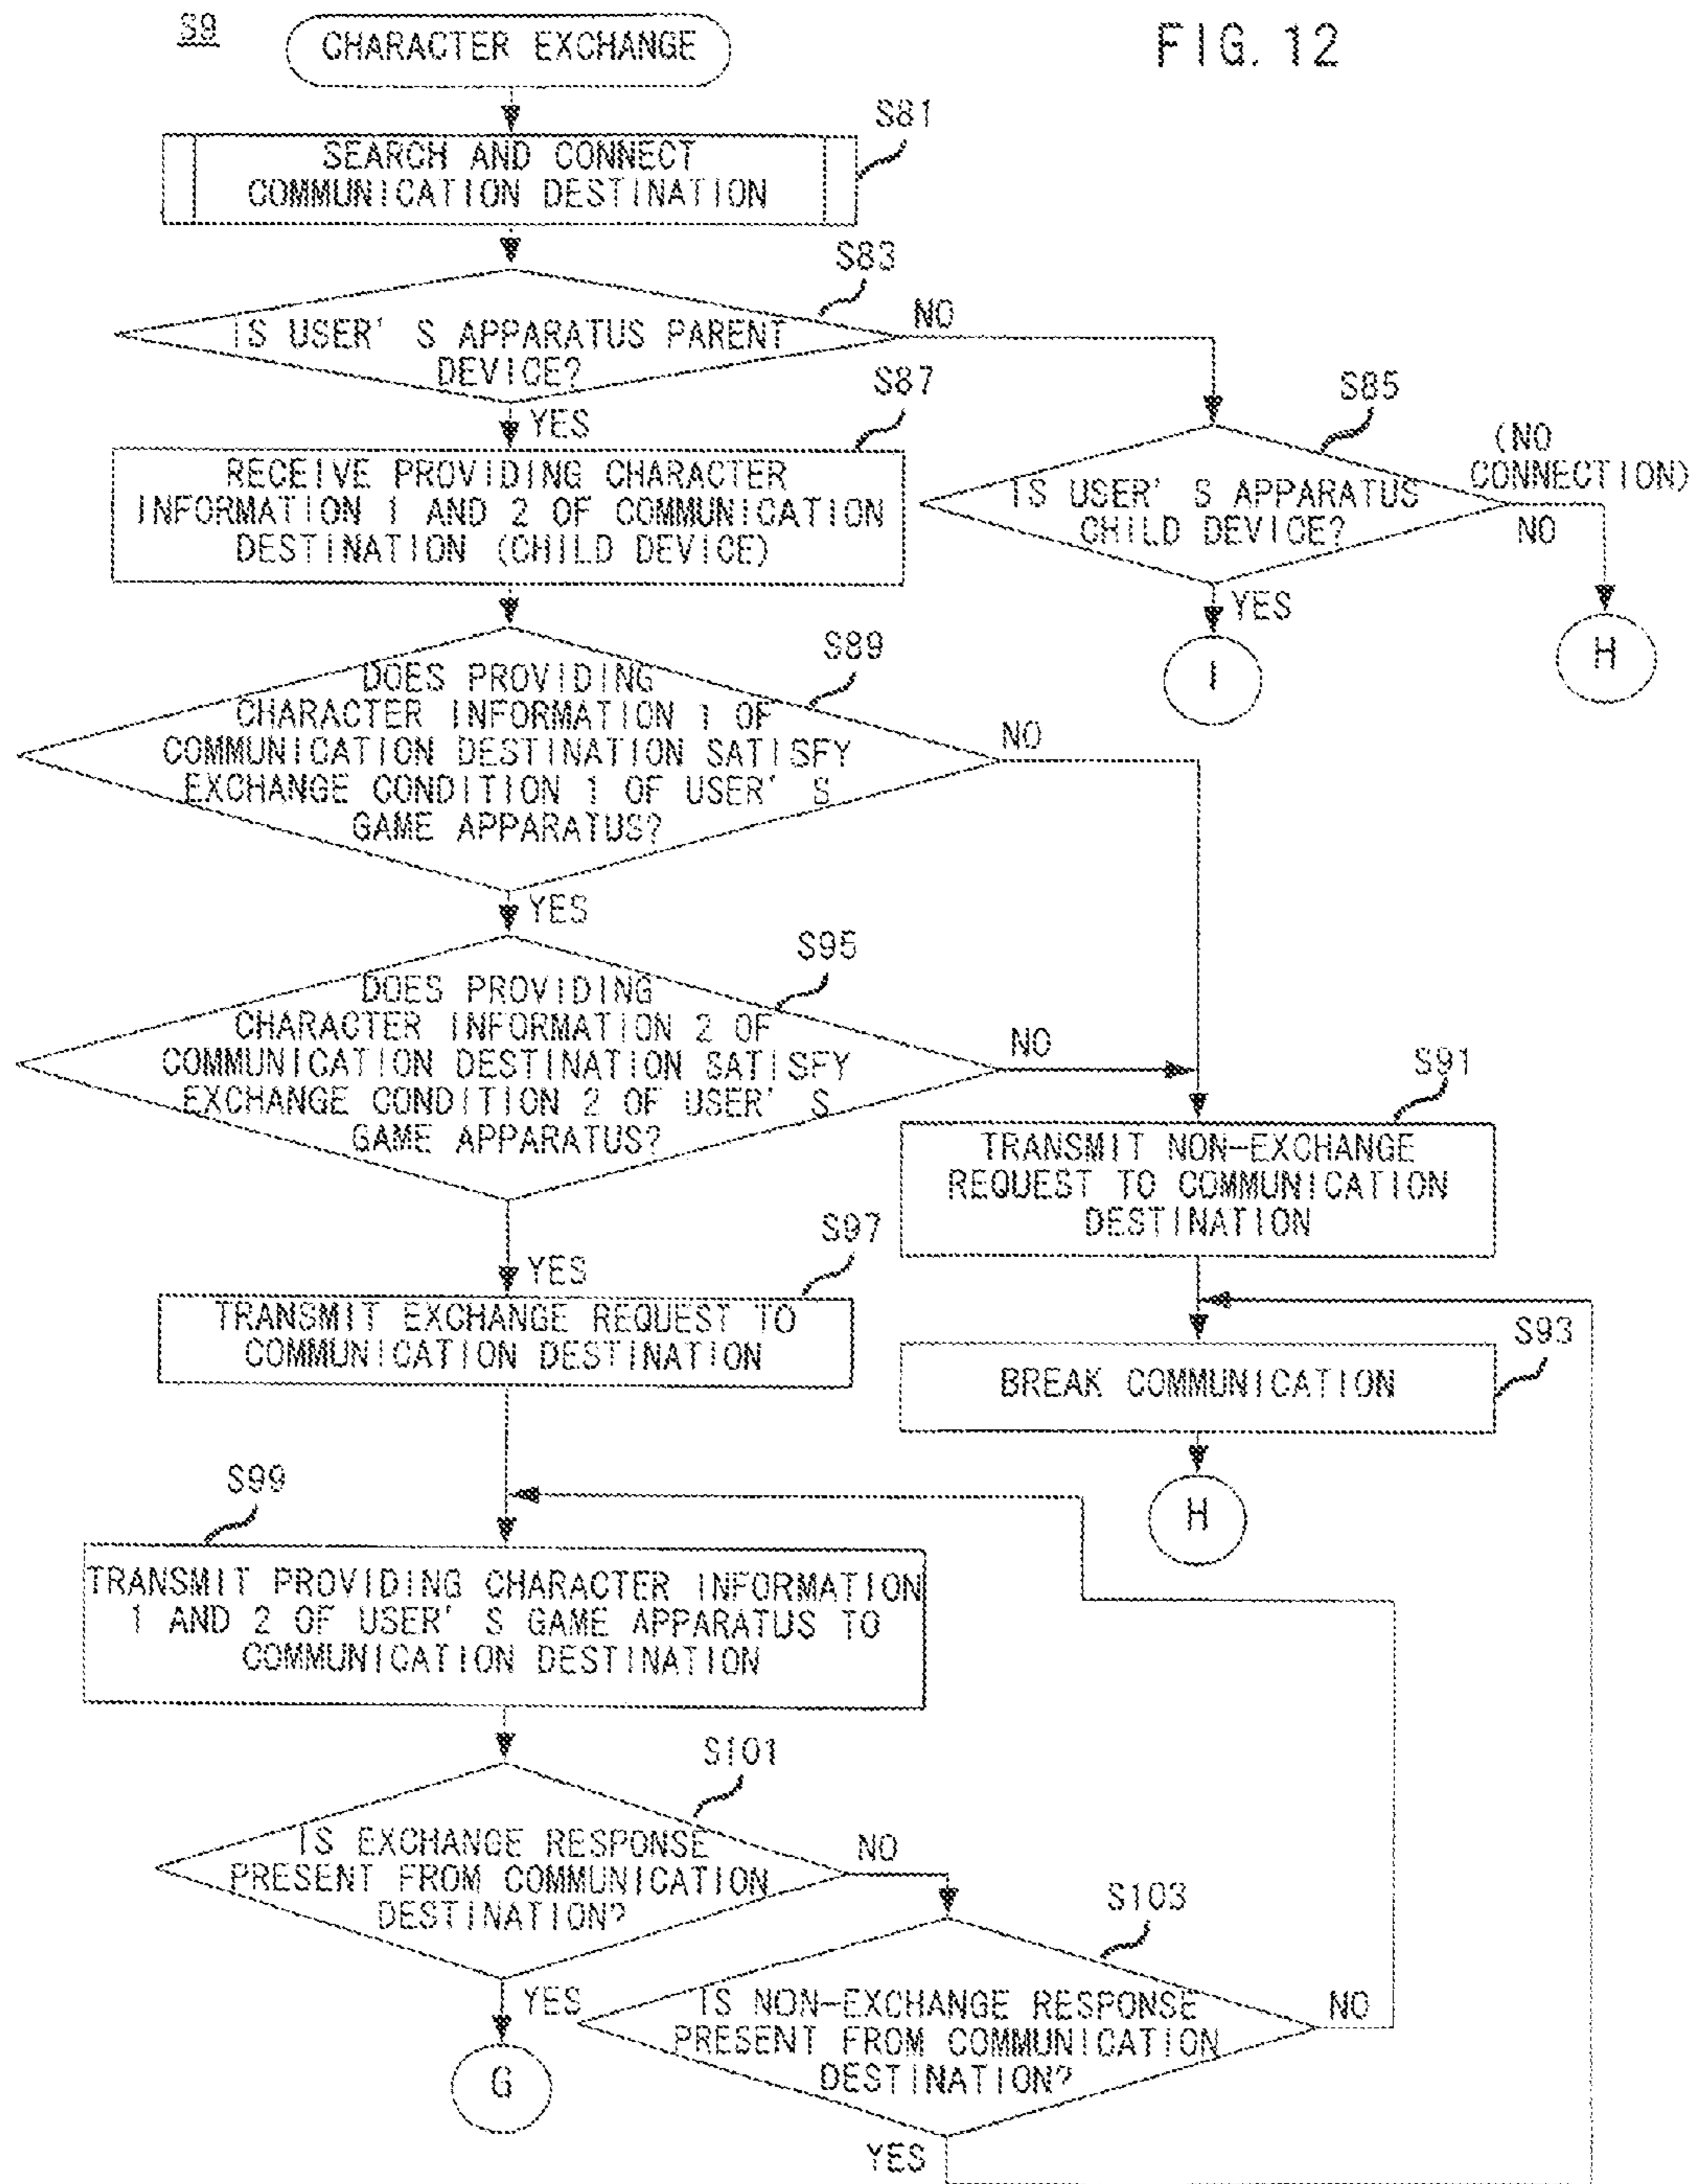 S9
CHARACTER EXCHANGE
FIG. 12
S81
SEARCH AND CONNECT
COMMUNICATION DESTINATION
S83
IS USER'S APPARATUS PARENT
DEVICE?
NO
YES
S87
RECEIVE PROVIDING CHARACTER
INFORMATION 1 AND 2 OF COMMUNICATION
DESTINATION (CHILD DEVICE)
S85
IS USER'S APPARATUS
CHILD DEVICE?
(NO
CONNECTION)
NO
YES
I
H
S89
DOES PROVIDING
CHARACTER INFORMATION 1 OF
COMMUNICATION DESTINATION SATISFY
EXCHANGE CONDITION 1 OF USER'S
GAME APPARATUS?
NO
YES
S95
DOES PROVIDING
CHARACTER INFORMATION 2 OF
COMMUNICATION DESTINATION SATISFY
EXCHANGE CONDITION 2 OF USER'S
GAME APPARATUS?
NO
YES
S91
TRANSMIT NON-EXCHANGE
REQUEST TO COMMUNICATION
DESTINATION
S97
TRANSMIT EXCHANGE REQUEST TO
COMMUNICATION DESTINATION
S93
BREAK COMMUNICATION
H
S99
TRANSMIT PROVIDING CHARACTER INFORMATION
1 AND 2 OF USER'S GAME APPARATUS TO
COMMUNICATION DESTINATION
S101
IS EXCHANGE RESPONSE
PRESENT FROM COMMUNICATION
DESTINATION?
NO
YES
G
S103
IS NON-EXCHANGE RESPONSE
PRESENT FROM COMMUNICATION
DESTINATION?
NO
YES